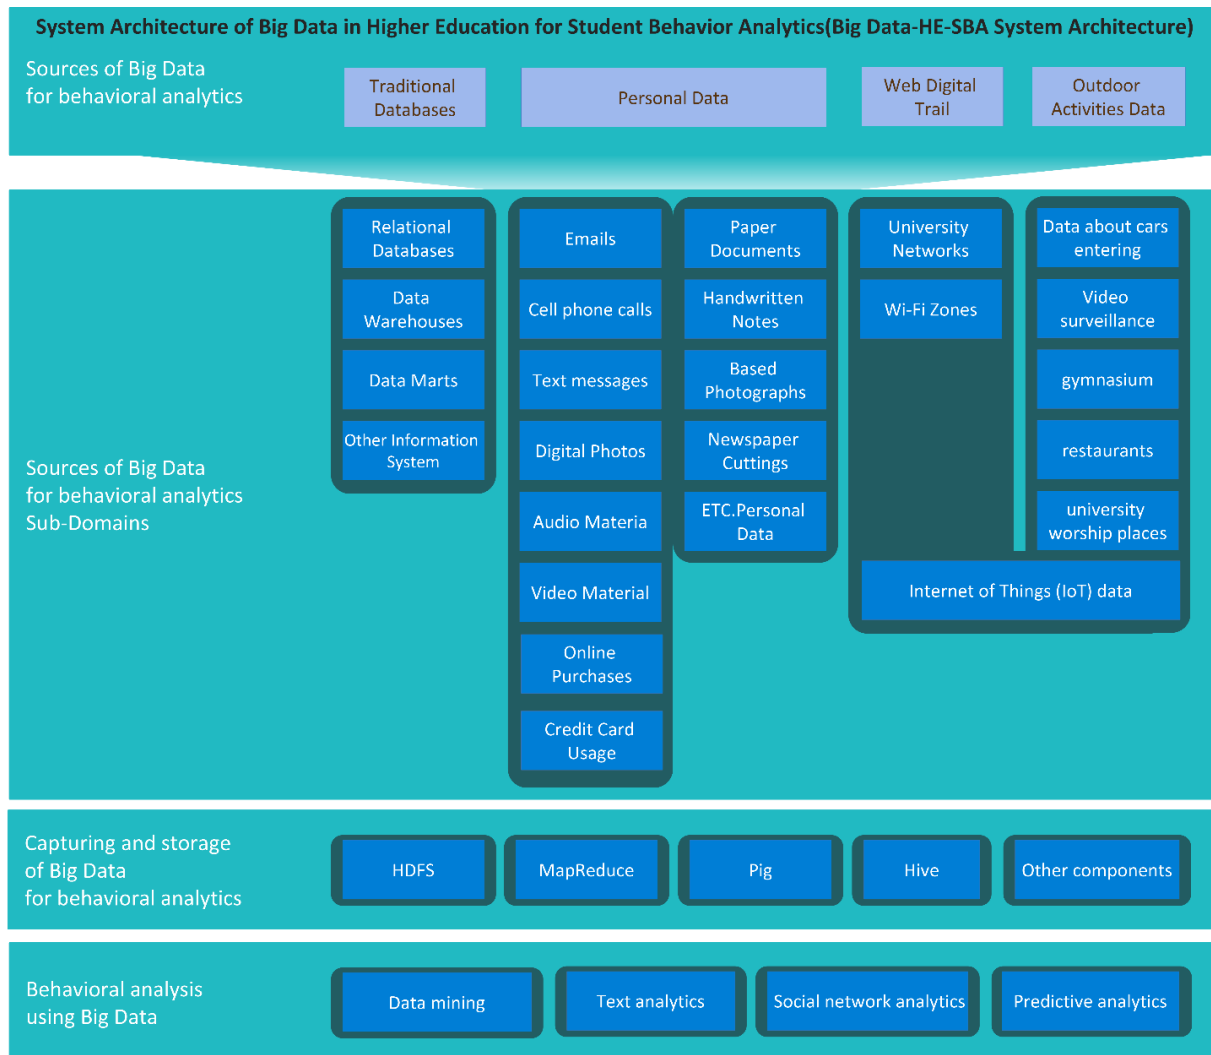 System Architecture of Big Data in Higher Education for Student Behavior Analytics(Big Data-HE-SBA System Architecture)
Sources of Big Data
for behavioral analytics
Traditional
Databases
Personal Data
Web Digital
Trail
Outdoor
Activities Data
Sources of Big Data
for behavioral analytics
Sub-Domains
Relational
Databases
Data
Warehouses
Data Marts
Other Information
System
Emails
Cell phone calls
Text messages
Digital Photos
Audio Materia
Video Material
Online
Purchases
Credit Card
Usage
Paper
Documents
Handwritten
Notes
Based
Photographs
Newspaper
Cuttings
ETC.Personal
Data
University
Networks
Wi-Fi Zones
Data about cars
entering
Video
surveillance
gymnasium
restaurants
university
worship places
Internet of Things (IoT) data
Capturing and storage
of Big Data
for behavioral analytics
HDFS
MapReduce
Pig
Hive
Other components
Behavioral analysis
using Big Data
Data mining
Text analytics
Social network analytics
Predictive analytics